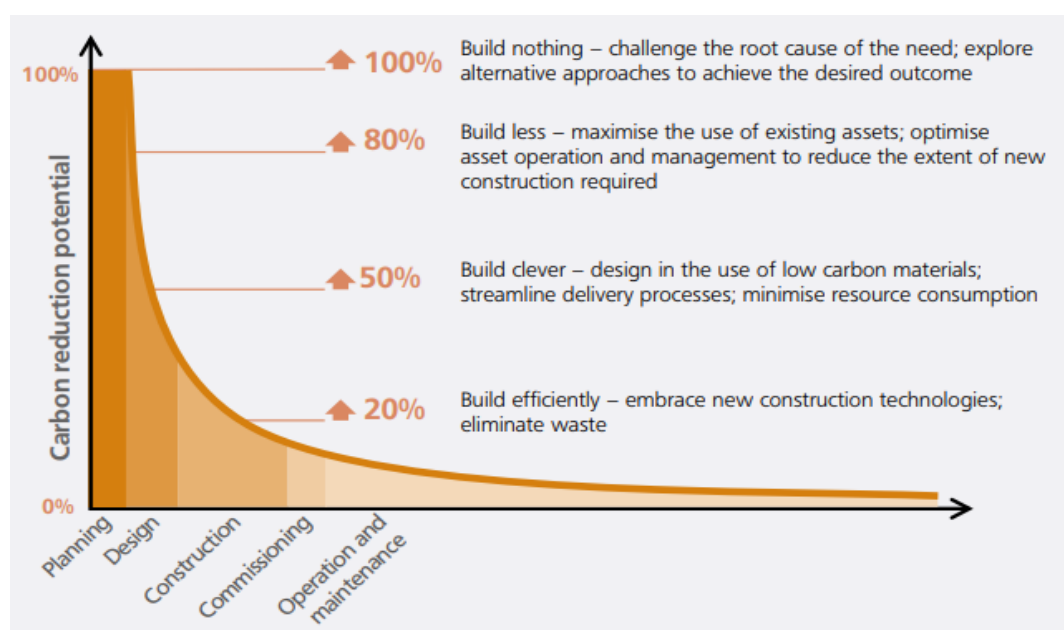 100%
100%
Build nothing – challenge the root cause of the need; explore
alternative approaches to achieve the desired outcome
80%
Build less – maximise the use of existing assets; optimise
asset operation and management to reduce the extent of new
construction required
Carbon reduction potential
50%
Build clever – design in the use of low carbon materials;
streamline delivery processes; minimise resource consumption
20%
Build efficiently – embrace new construction technologies;
eliminate waste
0%
Planning
Design
Construction
Commissioning
Operation and
maintenance